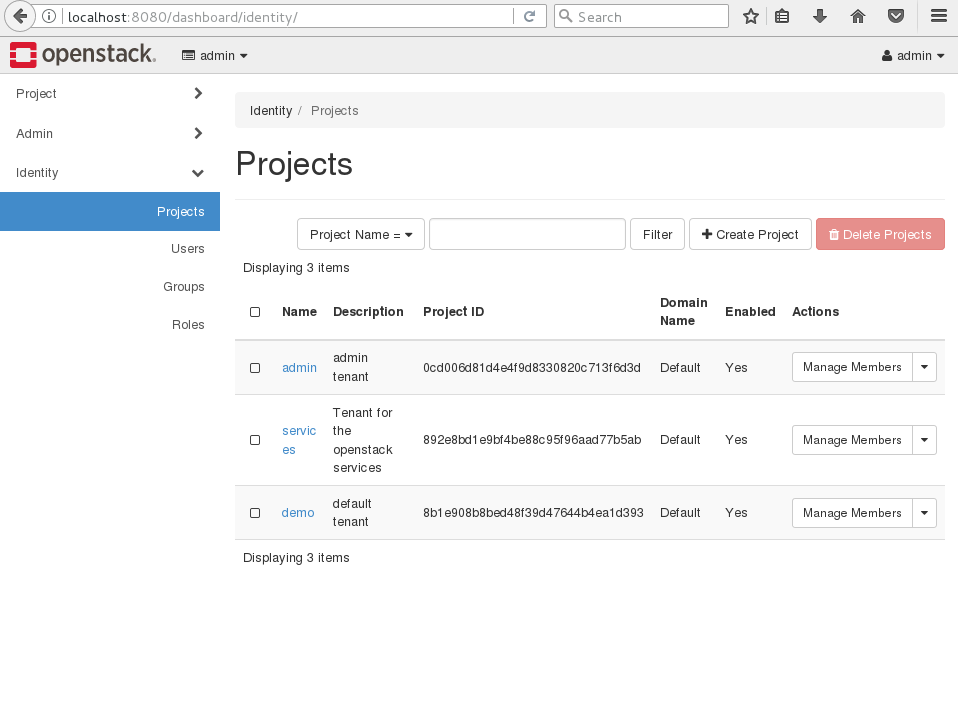 localhost:8080/dashboard/identity/
Search
openstack.
admin
admin
Project
Admin
Identity
Projects
Users
Groups
Roles
Identity / Projects
Projects
Project Name =
Filter
Create Project
Delete Projects
Displaying 3 items
Name Description Project ID Domain Name Enabled Actions
admin
admin tenant
0cd006d81d4e4f9d8330820c713f6d3d
Default
Yes
Manage Members
servic
es
Tenant for
the
openstack
services
892e8bd1e9bf4be88c95f96aad77b5ab
Default
Yes
Manage Members
demo
default
tenant
8b1e908b8bed48f39d47644b4ea1d393
Default
Yes
Manage Members
Displaying 3 items